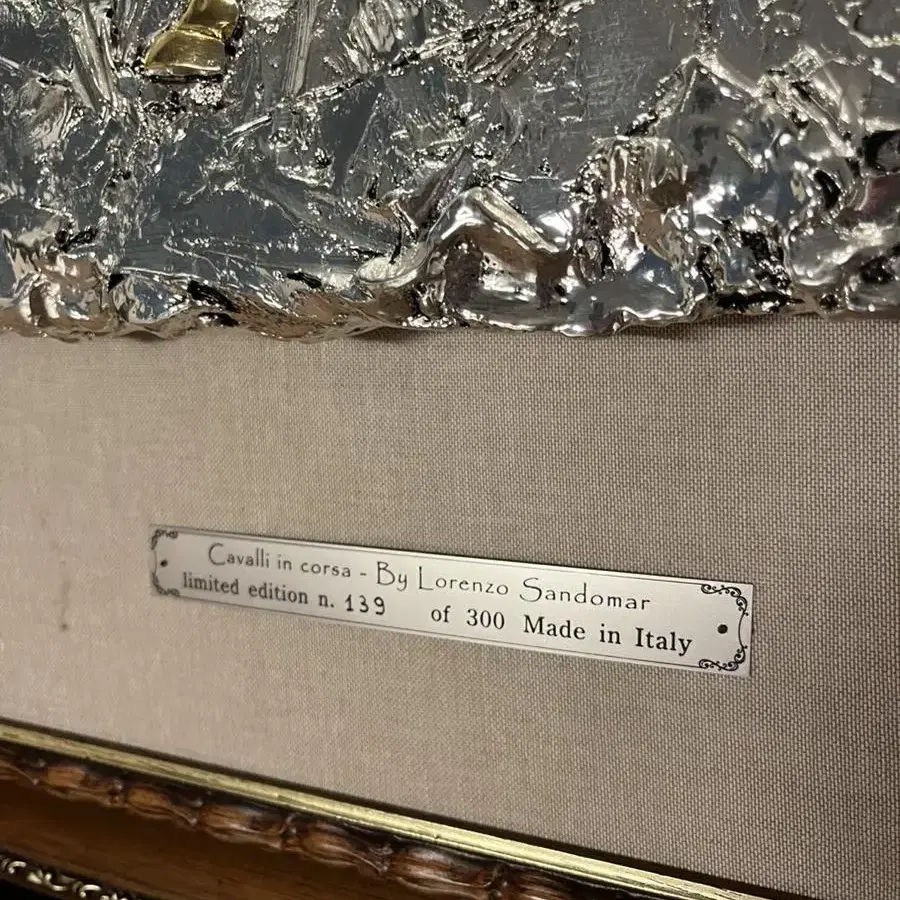 Cavalli in corsa - By Lorenzo Sandomar
limited edition n. 139 of 300 Made in Italy